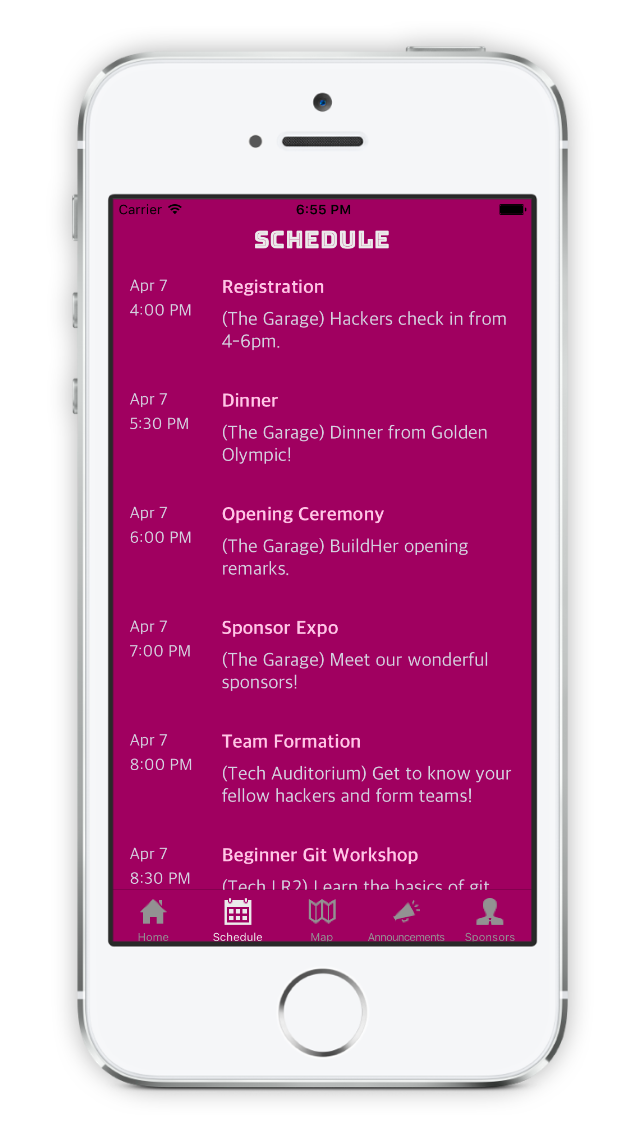 Carrier 6:55 PM
SCHEDULE
Apr 7
4:00 PM
Registration
(The Garage) Hackers check in from
4-6pm.
Apr 7
5:30 PM
Dinner
(The Garage) Dinner from Golden
Olympic!
Apr 7
6:00 PM
Opening Ceremony
(The Garage) BuildHer opening
remarks.
Apr 7
7:00 PM
Sponsor Expo
(The Garage) Meet our wonderful
sponsors!
Apr 7
8:00 PM
Team Formation
(Tech Auditorium) Get to know your
fellow hackers and form teams!
Apr 7
8:30 PM
Beginner Git Workshop
(Tech LR2) Learn the basics of git
Home Schedule Map Announcements Sponsors